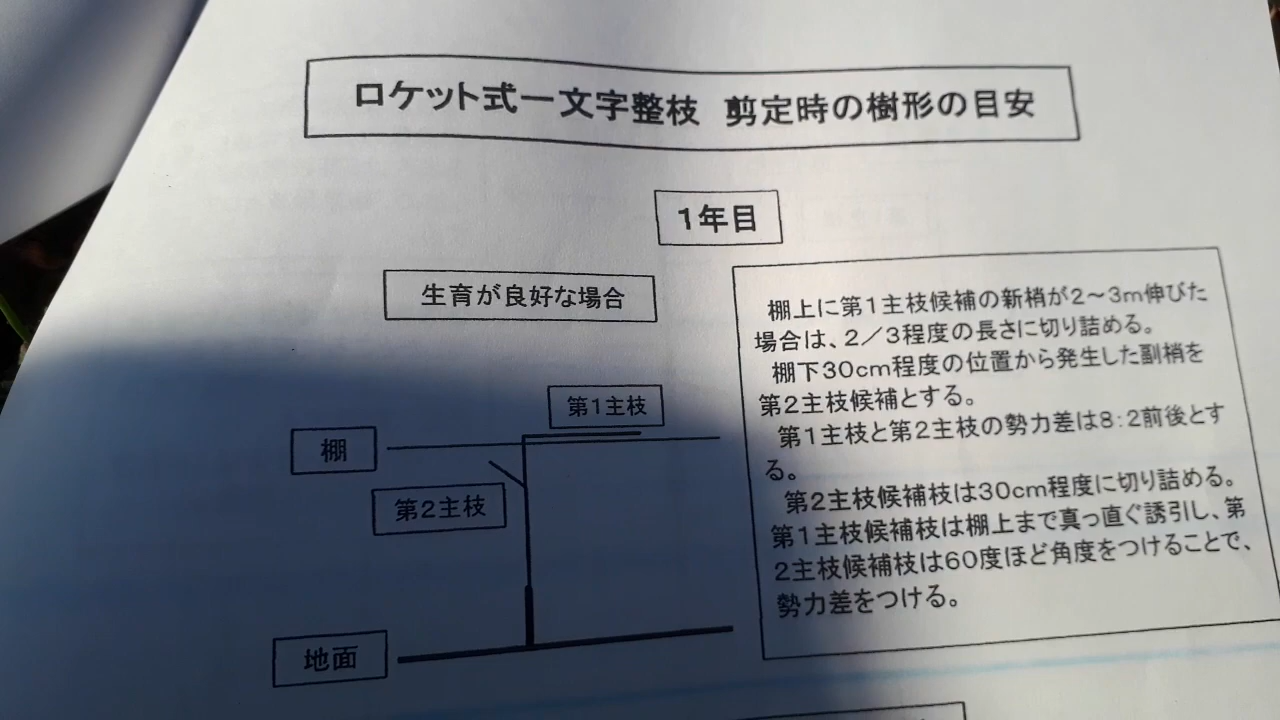 ロケット式一文字整枝 剪定時の樹形の目安
1年目
生育が良好な場合
棚上に第1主枝候補の新梢が2～3m伸びた
場合は、2／3程度の長さに切り詰める。
棚下30cm程度の位置から発生した副梢を
第2主枝候補とする。
第1主枝と第2主枝の勢力差は8：2前後とす
る。
第2主枝候補枝は30cm程度に切り詰める。
第1主枝候補枝は棚上まで真っ直ぐ誘引し、第
2主枝候補枝は60度ほど角度をつけることで、
勢力差をつける。
第1主枝
棚
第2主枝
地面